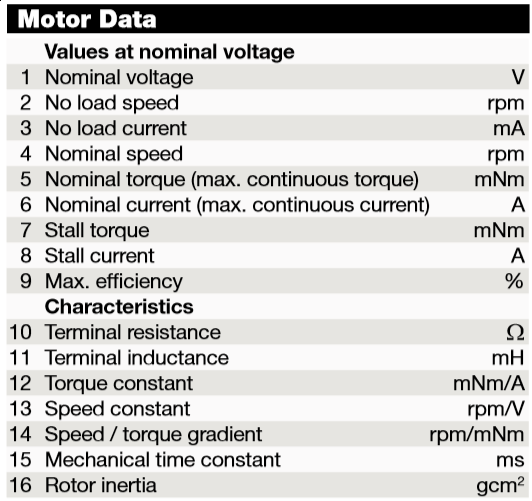 Motor Data
Values at nominal voltage
1 Nominal voltage V
2 No load speed rpm
3 No load current mA
4 Nominal speed rpm
5 Nominal torque (max. continuous torque) mNm
6 Nominal current (max. continuous current) A
7 Stall torque mNm
8 Stall current A
9 Max. efficiency %
Characteristics
10 Terminal resistance Ω
11 Terminal inductance mH
12 Torque constant mNm/A
13 Speed constant rpm/V
14 Speed / torque gradient rpm/mNm
15 Mechanical time constant ms
16 Rotor inertia gcm²